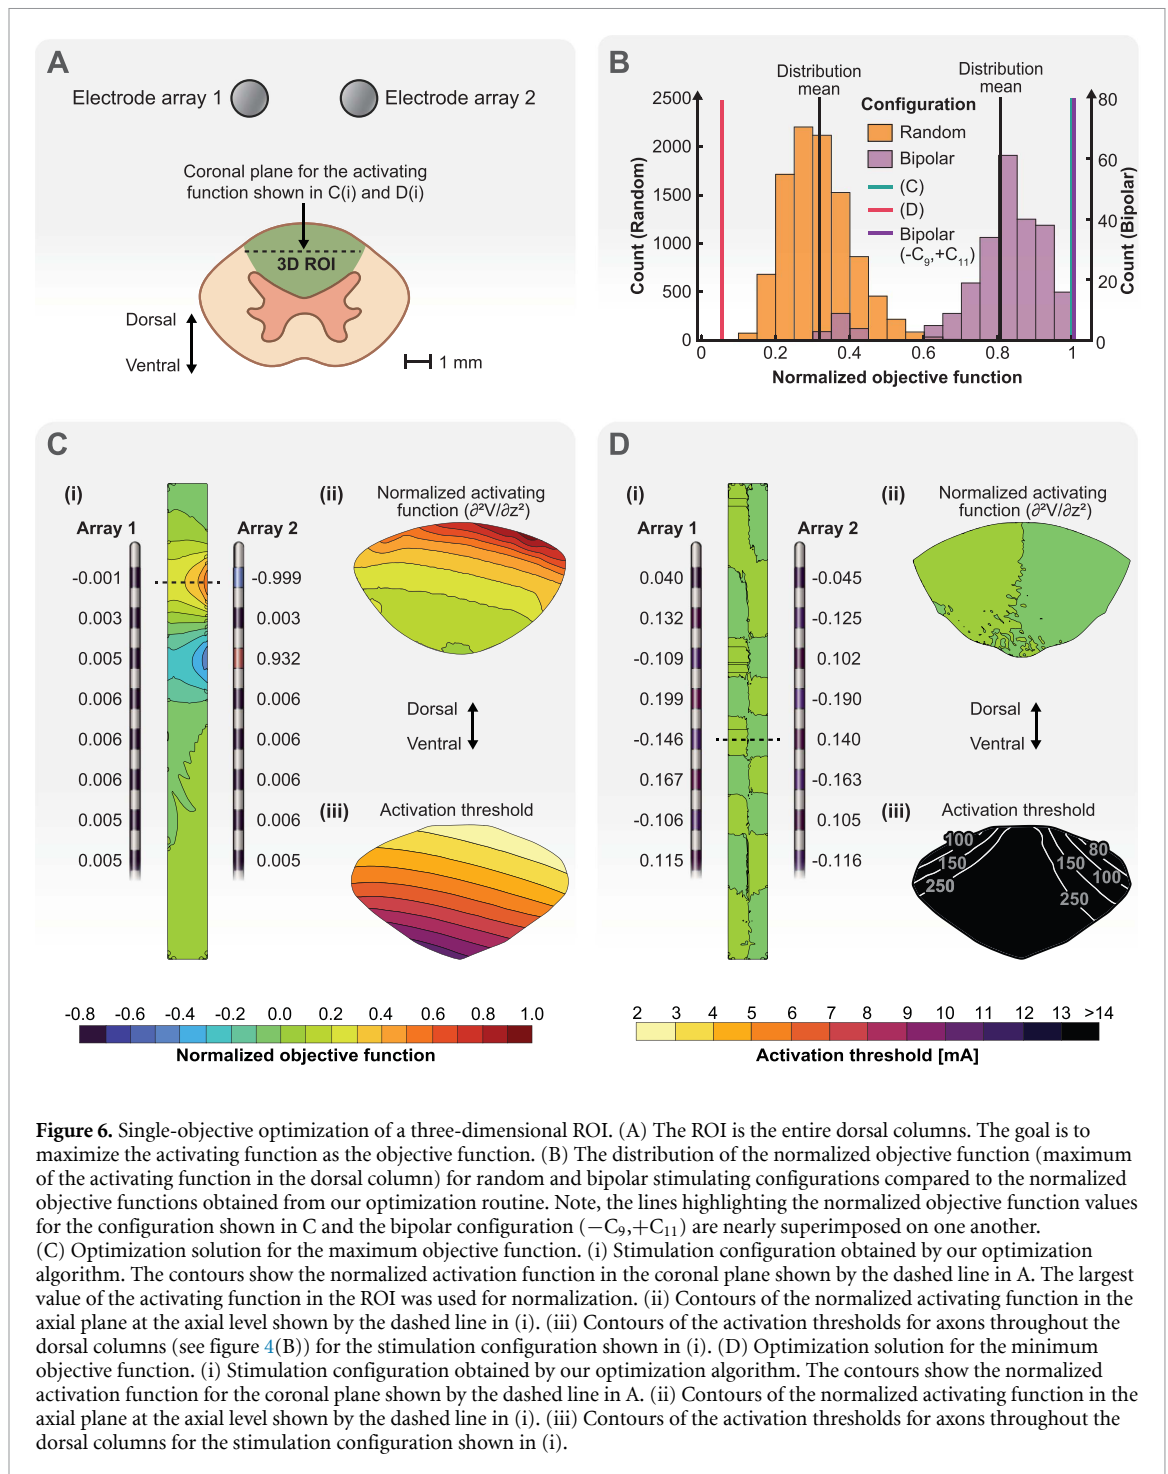 A
Electrode array 1
Electrode array 2
Coronal plane for the activating
function shown in C(i) and D(i)
3D ROI
Dorsal
Ventral
1 mm
B
Distribution
mean
Distribution
mean
Configuration
Random
Bipolar
(C)
(D)
Bipolar
(-C9,+C11)
Count (Random)
2500
2000
1500
1000
500
0
Count (Bipolar)
80
60
40
20
0
0 0.2 0.4 0.6 0.8 1
Normalized objective function
C
(i)
Array 1 Array 2
-0.001 -0.999
0.003 0.003
0.005 0.932
0.006 0.006
0.006 0.006
0.006 0.006
0.005 0.006
0.005 0.005
(ii)
Normalized activating
function (∂²V/∂z²)
Dorsal
Ventral
(iii)
Activation threshold
D
(i)
Array 1 Array 2
0.040 -0.045
0.132 -0.125
-0.109 0.102
0.199 -0.190
-0.146 0.140
0.167 -0.163
-0.106 0.105
0.115 -0.116
(ii)
Normalized activating
function (∂²V/∂z²)
Dorsal
Ventral
(iii)
Activation threshold
100 80
150 150 100
250 250
-0.8 -0.6 -0.4 -0.2 0.0 0.2 0.4 0.6 0.8 1.0
Normalized objective function
2 3 4 5 6 7 8 9 10 11 12 13 >14
Activation threshold [mA]
Figure 6. Single-objective optimization of a three-dimensional ROI. (A) The ROI is the entire dorsal columns. The goal is to
maximize the activating function as the objective function. (B) The distribution of the normalized objective function (maximum
of the activating function in the dorsal column) for random and bipolar stimulating configurations compared to the normalized
objective functions obtained from our optimization routine. Note, the lines highlighting the normalized objective function values
for the configuration shown in C and the bipolar configuration (−C9,+C11) are nearly superimposed on one another.
(C) Optimization solution for the maximum objective function. (i) Stimulation configuration obtained by our optimization
algorithm. The contours show the normalized activation function in the coronal plane shown by the dashed line in A. The largest
value of the activating function in the ROI was used for normalization. (ii) Contours of the normalized activating function in the
axial plane at the axial level shown by the dashed line in (i). (iii) Contours of the activation thresholds for axons throughout the
dorsal columns (see figure 4(B)) for the stimulation configuration shown in (i). (D) Optimization solution for the minimum
objective function. (i) Stimulation configuration obtained by our optimization algorithm. The contours show the normalized
activation function for the coronal plane shown by the dashed line in A. (ii) Contours of the normalized activating function in the
axial plane at the axial level shown by the dashed line in (i). (iii) Contours of the activation thresholds for axons throughout the
dorsal columns for the stimulation configuration shown in (i).